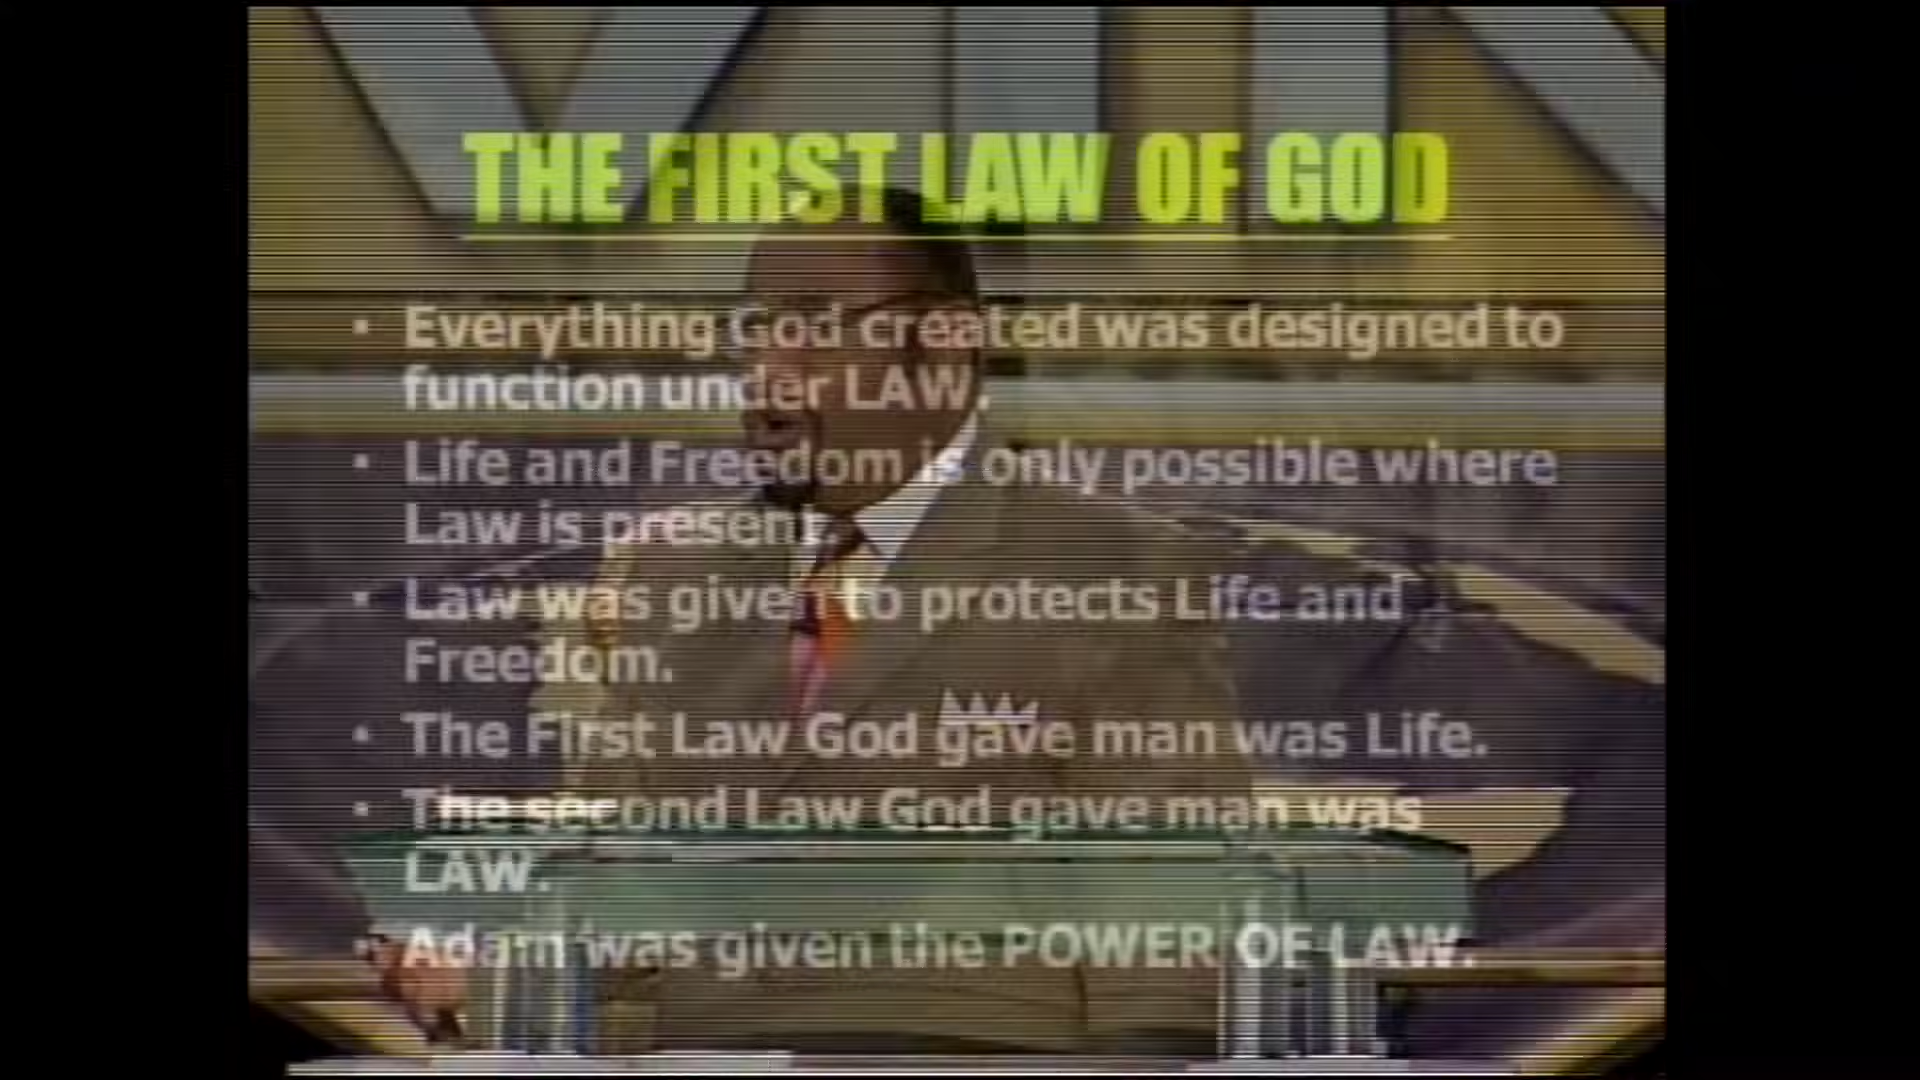 THE FIRST LAW OF GOD
• Everything God created was designed to
function under LAW.
• Life and Freedom is only possible where
Law is present.
• Law was given to protects Life and
Freedom.
• The First Law God gave man was Life.
• The second Law God gave man was
LAW.
• Adam was given the POWER OF LAW.